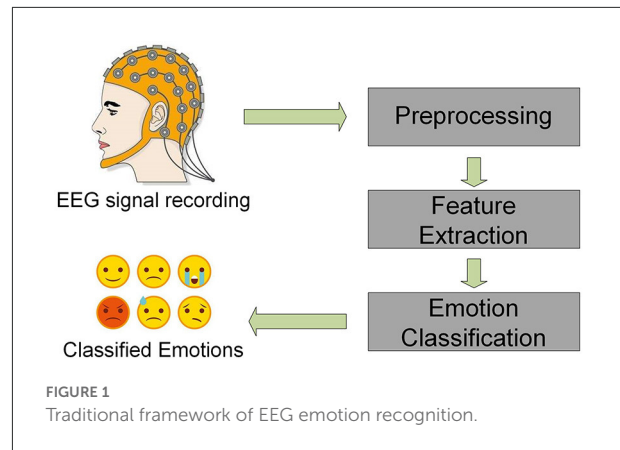 EEG signal recording
Preprocessing
Feature
Extraction
Emotion
Classification
Classified Emotions
FIGURE 1
Traditional framework of EEG emotion recognition.